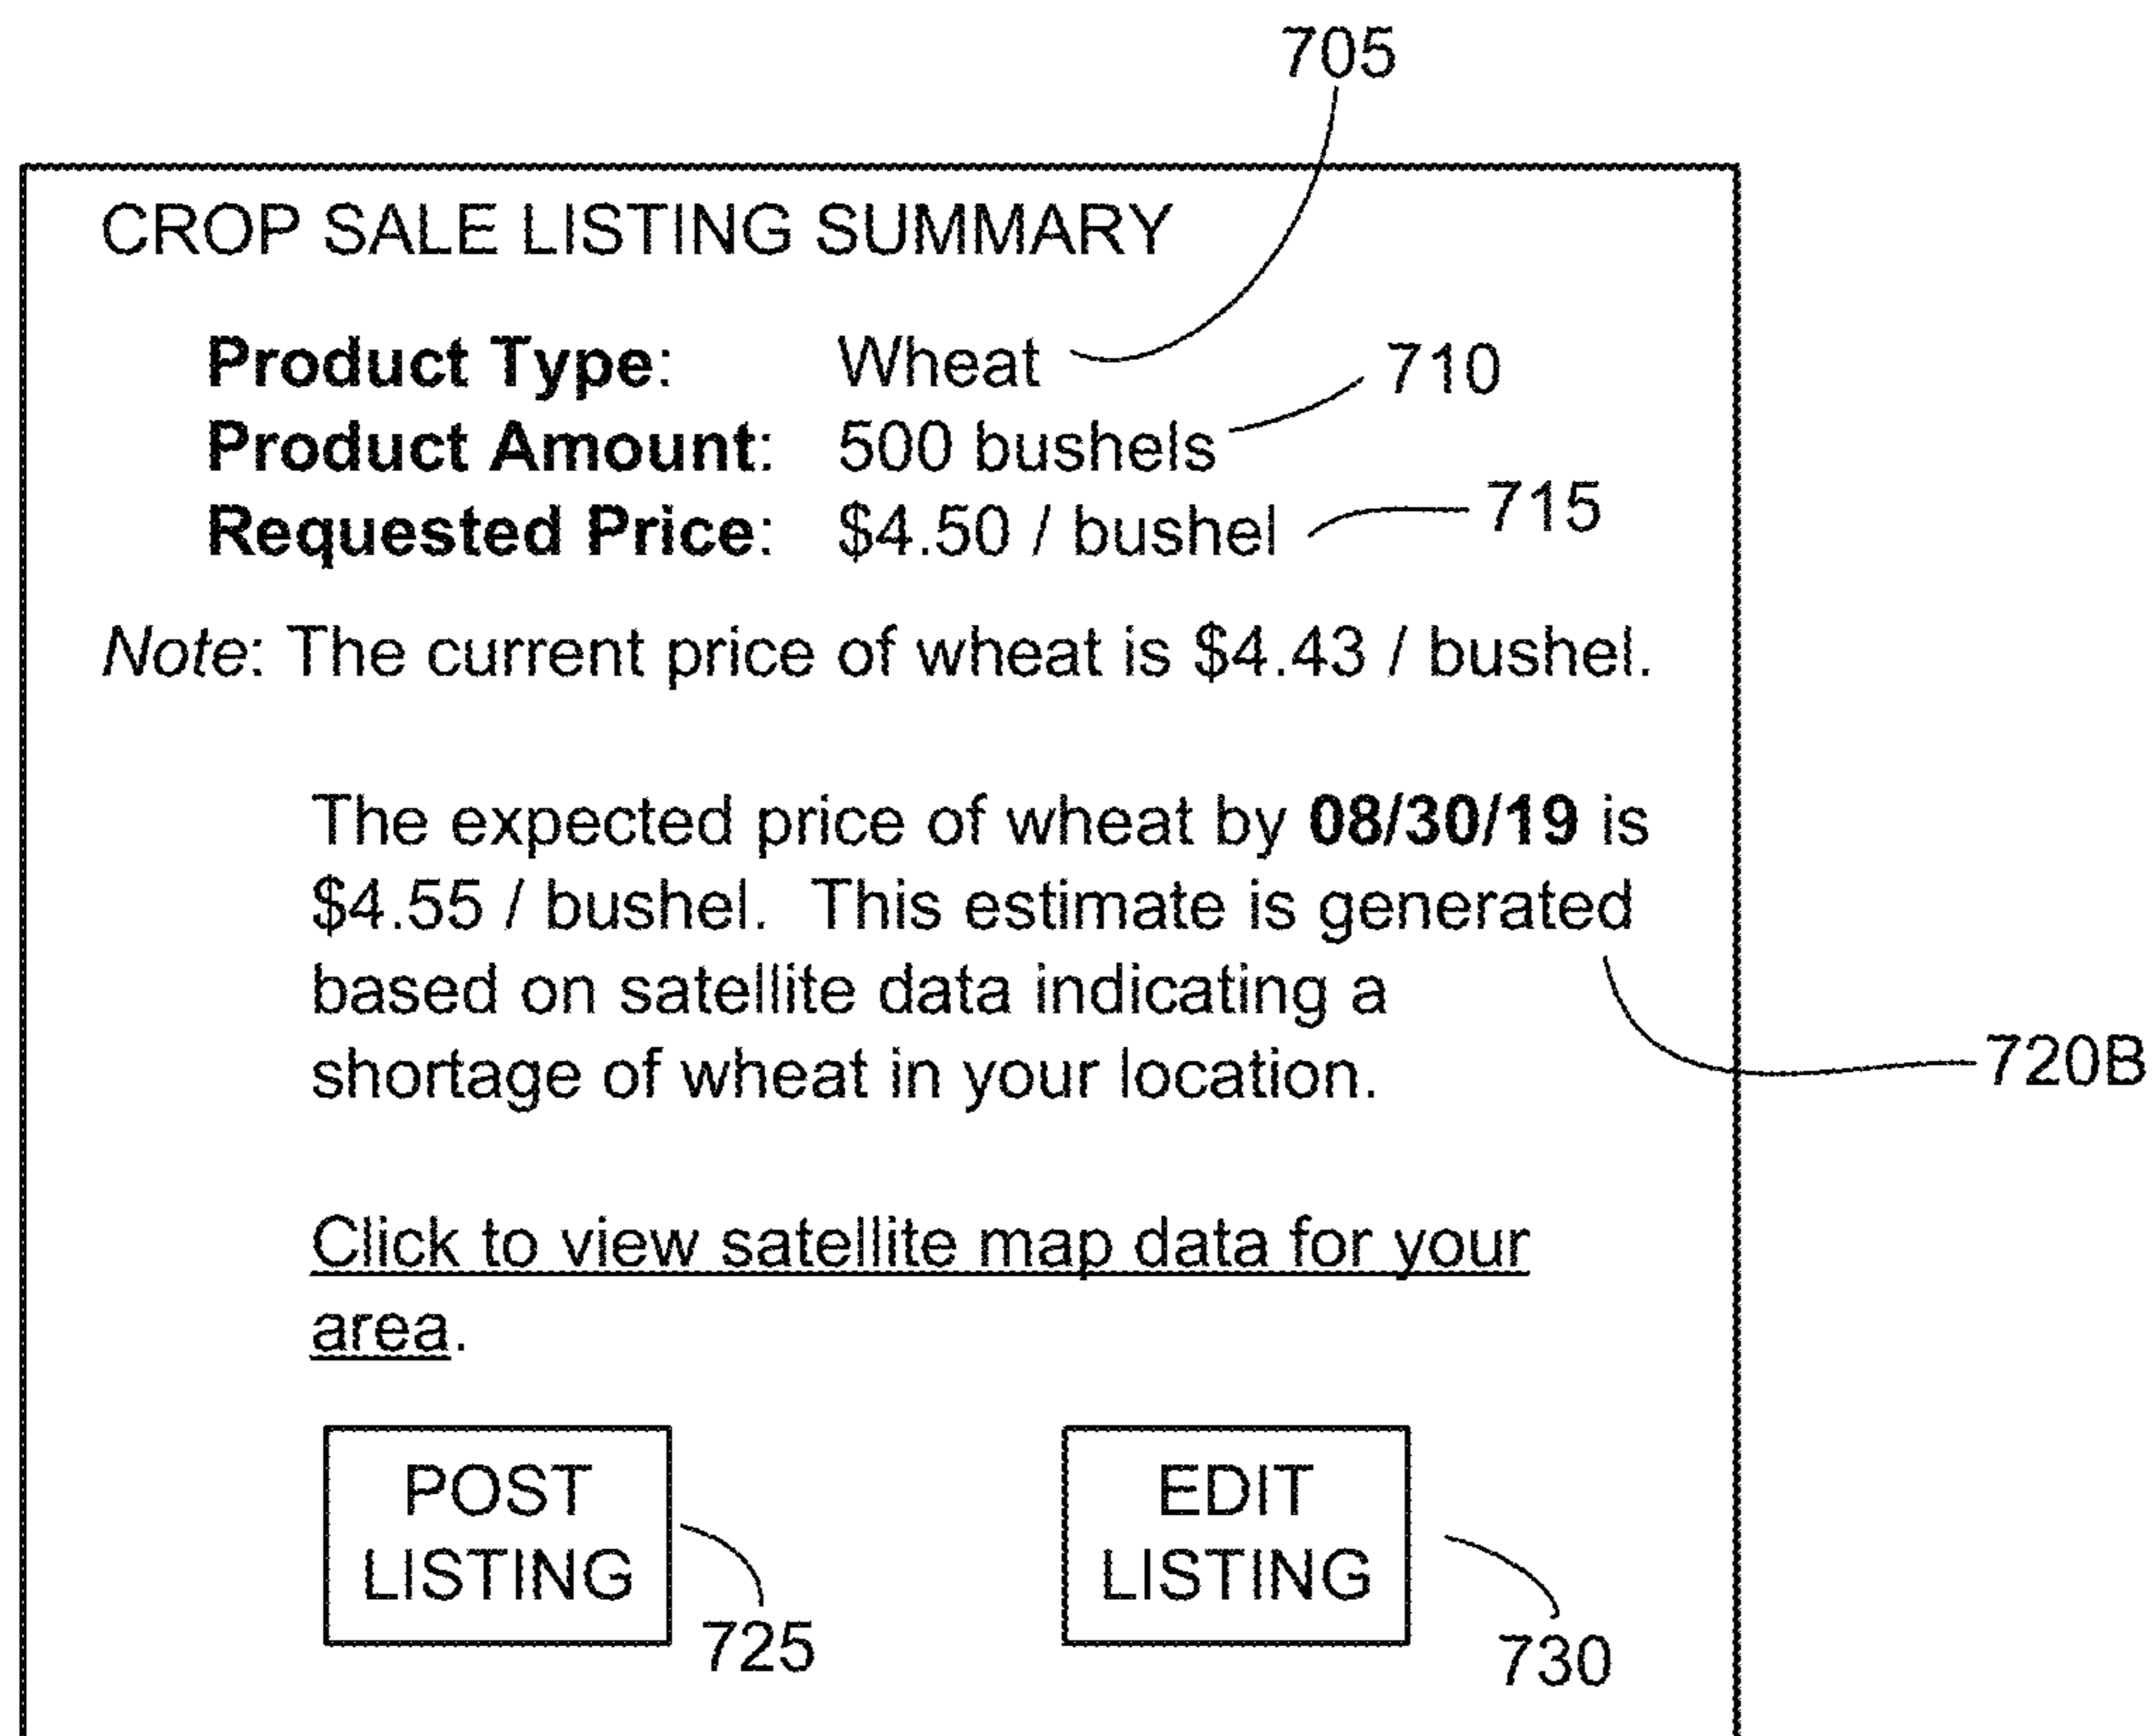 705
CROP SALE LISTING SUMMARY
Product Type: Wheat
710
Product Amount: 500 bushels
Requested Price: $4.50 / bushel
715
Note: The current price of wheat is $4.43 / bushel.
The expected price of wheat by 08/30/19 is
$4.55 / bushel. This estimate is generated
based on satellite data indicating a
shortage of wheat in your location.
720B
Click to view satellite map data for your
area.
POST
LISTING
725
EDIT
LISTING
730